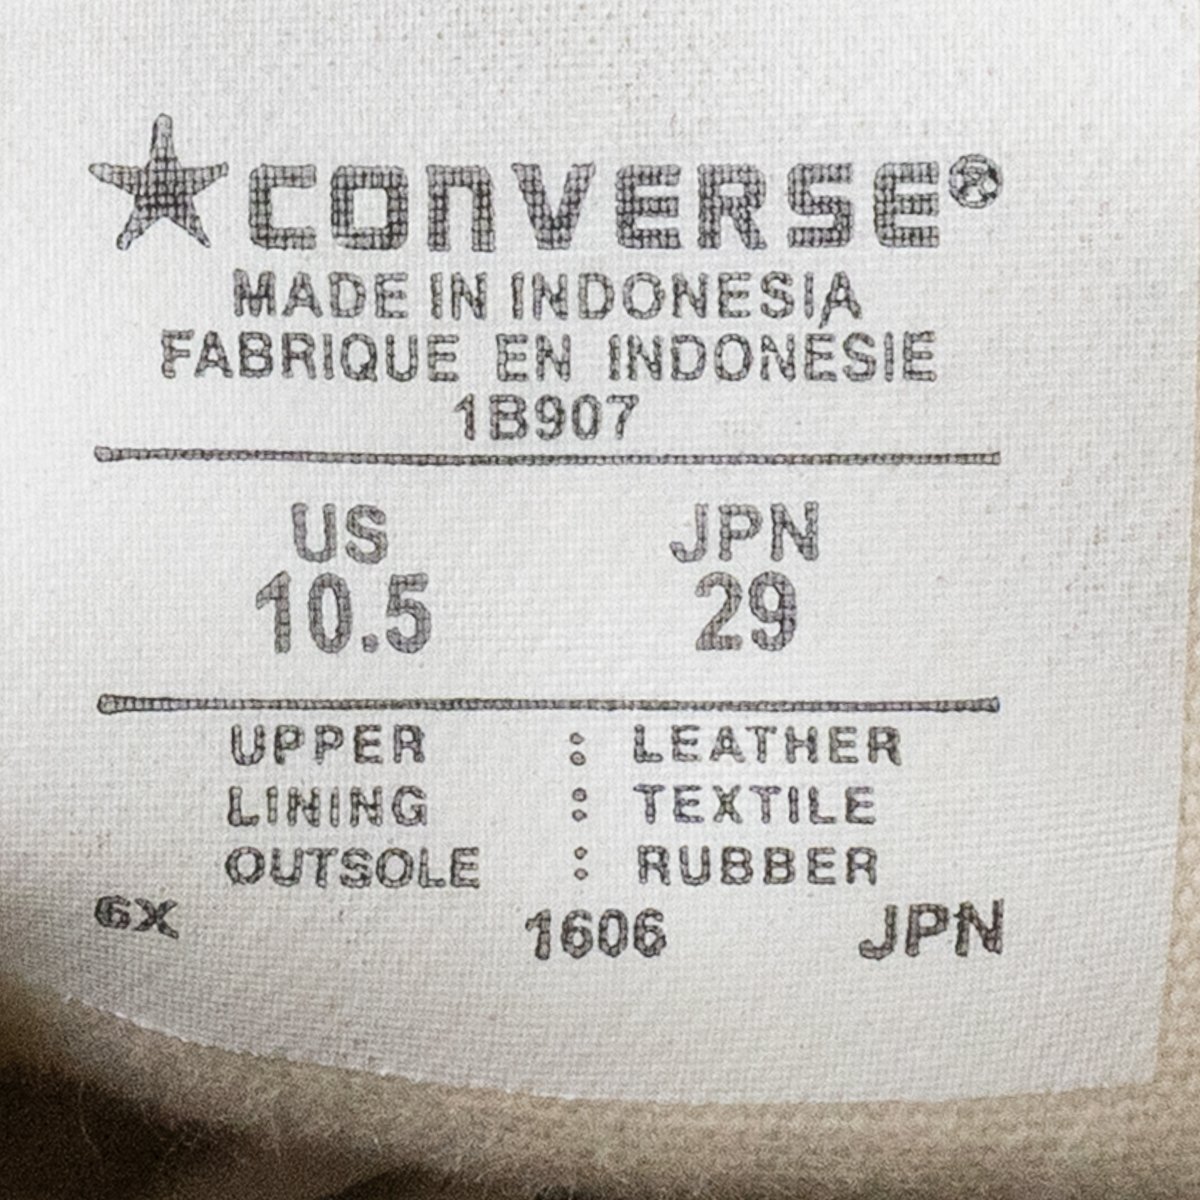 CONVERSE®
MADE IN INDONESIA
FABRIQUE EN INDONÉSIE
1B907
US JPN
10.5 29
UPPER : LEATHER
LINING : TEXTILE
OUTSOLE : RUBBER
6X 1606 JPN